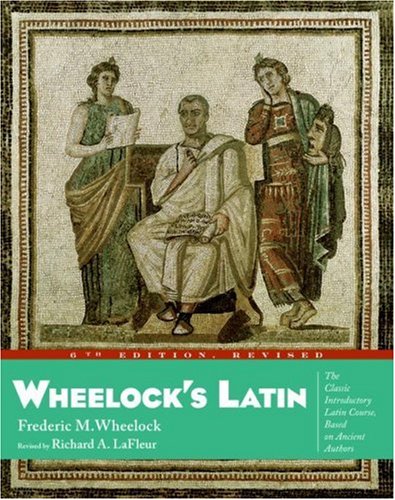 6TH EDITION, REVISED
WHEELOCK'S LATIN
Frederic M. Wheelock
Revised by Richard A. LaFleur
The
Classic
Introductory
Latin Course,
Based
on Ancient
Authors